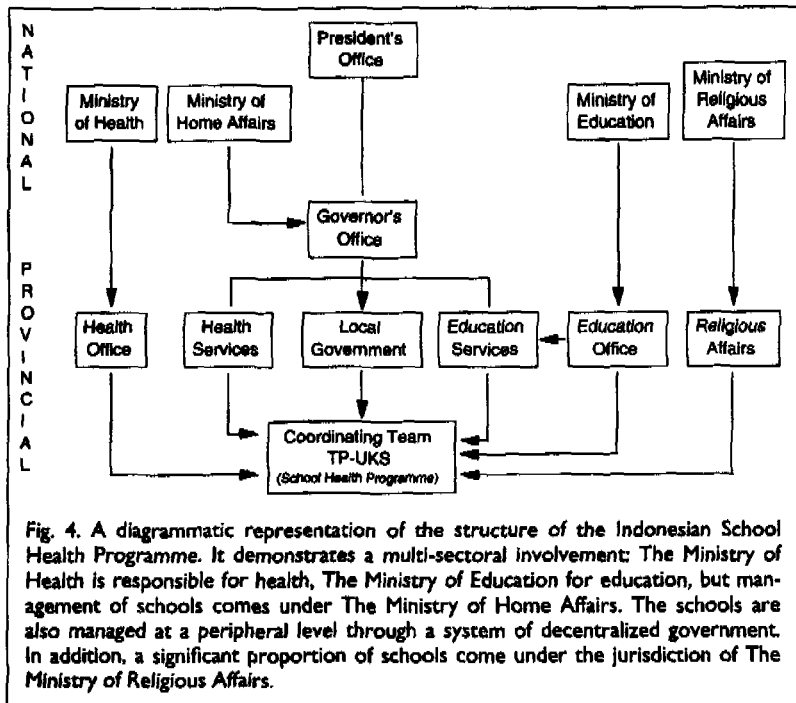 NATIONAL
PROVINCIAL
President's
Office
Ministry
of Health
Ministry of
Home Affairs
Ministry of
Education
Ministry of
Religious
Affairs
Governor's
Office
Health
Office
Health
Services
Local
Government
Education
Services
Education
Office
Religious
Affairs
Coordinating Team
TP-UKS
(School Health Programme)
Fig. 4. A diagrammatic representation of the structure of the Indonesian School
Health Programme. It demonstrates a multi-sectoral involvement: The Ministry of
Health is responsible for health, The Ministry of Education for education, but man-
agement of schools comes under The Ministry of Home Affairs. The schools are
also managed at a peripheral level through a system of decentralized government.
In addition, a significant proportion of schools come under the jurisdiction of The
Ministry of Religious Affairs.